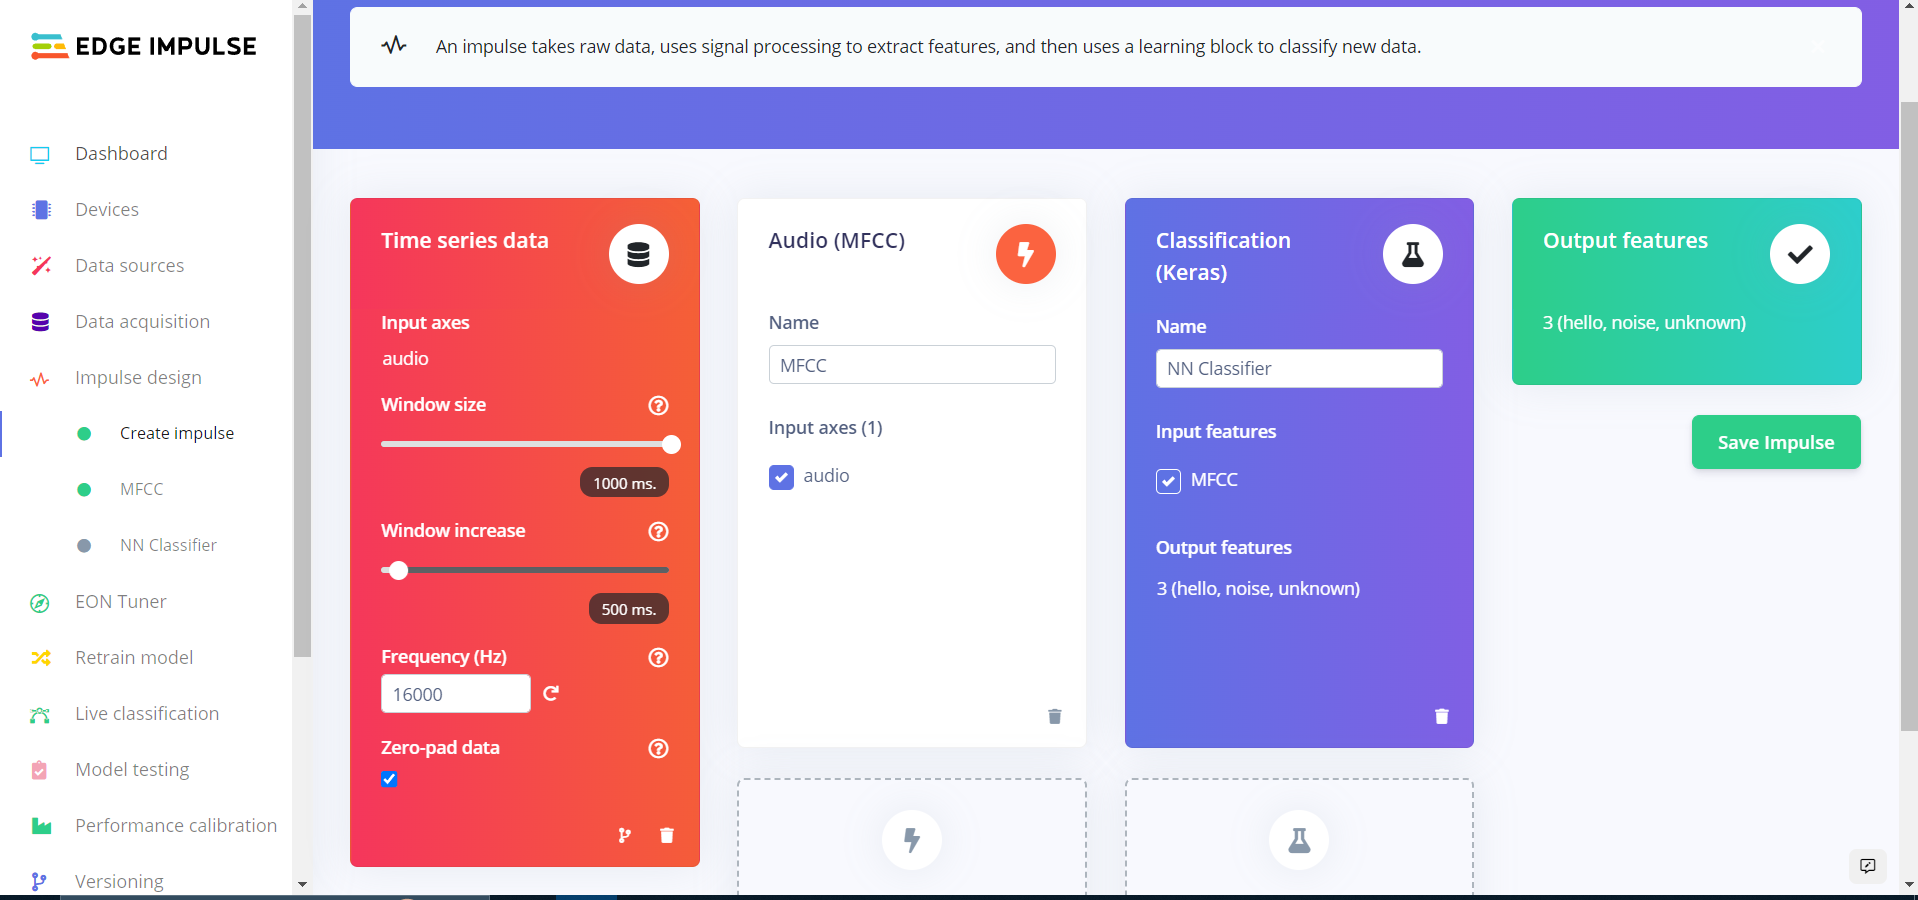 EDGE IMPULSE
Dashboard
Devices
Data sources
Data acquisition
Impulse design
Create impulse
MFCC
NN Classifier
EON Tuner
Retrain model
Live classification
Model testing
Performance calibration
Versioning
An impulse takes raw data, uses signal processing to extract features, and then uses a learning block to classify new data.
Time series data
Input axes
audio
Window size
1000 ms.
Window increase
500 ms.
Frequency (Hz)
16000
Zero-pad data
Audio (MFCC)
Name
MFCC
Input axes (1)
audio
Classification
(Keras)
Name
NN Classifier
Input features
MFCC
Output features
3 (hello, noise, unknown)
Output features
3 (hello, noise, unknown)
Save Impulse